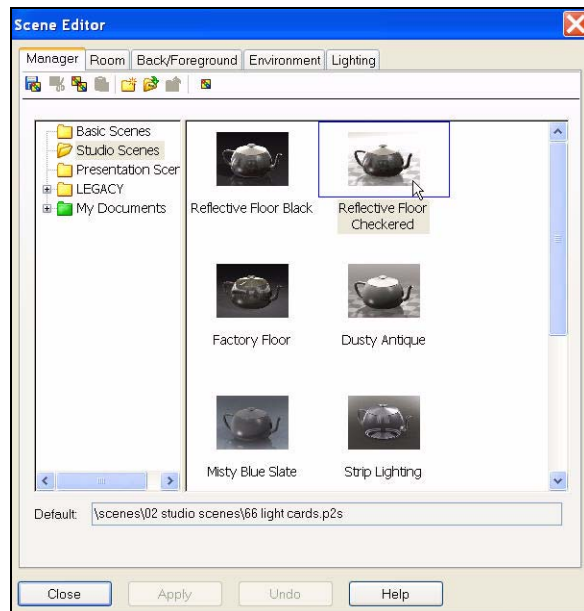 Scene Editor
Manager Room Back/Foreground Environment Lighting
Basic Scenes
Studio Scenes
Presentation Scer
LEGACY
My Documents
Reflective Floor Black
Reflective Floor
Checkered
Factory Floor
Dusty Antique
Misty Blue Slate
Strip Lighting
Default: \scenes\02 studio scenes\66 light cards.p2s
Close Apply Undo Help